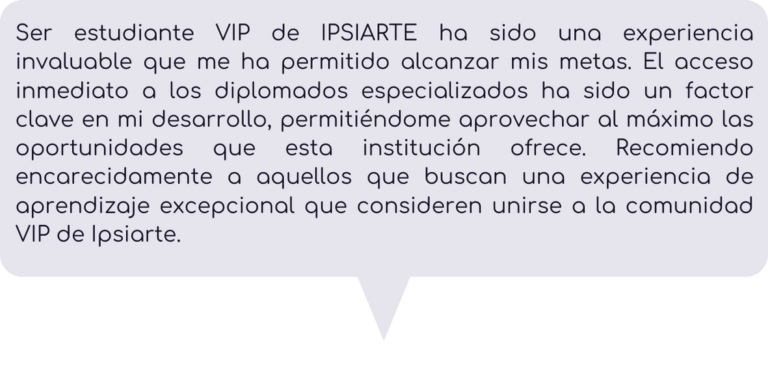 Ser estudiante VIP de IPSIARTE ha sido una experiencia
invaluable que me ha permitido alcanzar mis metas. El acceso
inmediato a los diplomados especializados ha sido un factor
clave en mi desarrollo, permitiéndome aprovechar al máximo las
oportunidades que esta institución ofrece. Recomiendo
encarecidamente a aquellos que buscan una experiencia de
aprendizaje excepcional que consideren unirse a la comunidad
VIP de Ipsiarte.